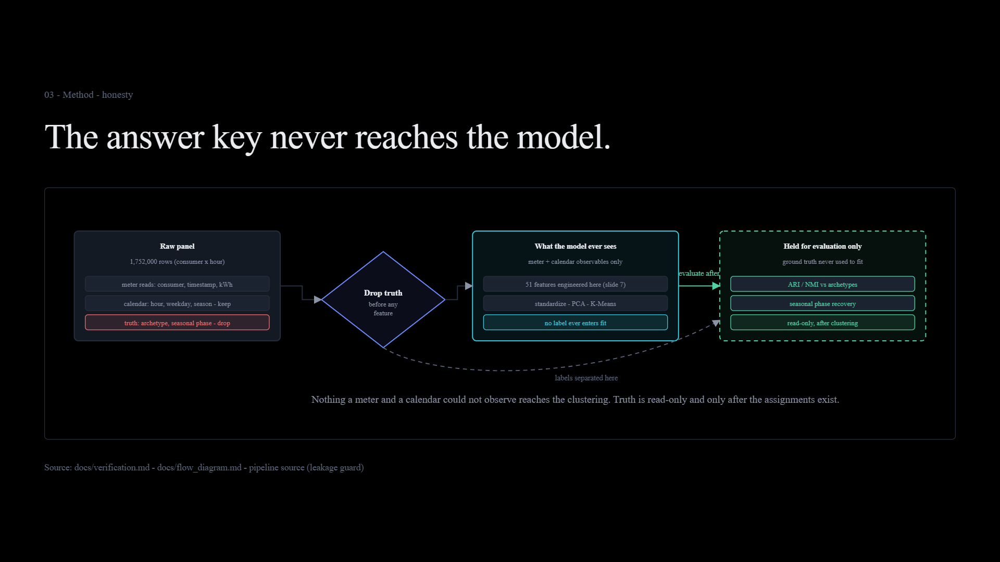 03 - Method - honesty
The answer key never reaches the model.
Raw panel
1,752,000 rows (consumer x hour)
meter reads: consumer, timestamp, kWh
calendar: hour, weekday, season - keep
truth: archetype, seasonal phase - drop
Drop truth
before any
feature
What the model ever sees
meter + calendar observables only
51 features engineered here (slide 7)
standardize - PCA - K-Means
no label ever enters fit
evaluate after
Held for evaluation only
ground truth never used to fit
ARI / NMI vs archetypes
seasonal phase recovery
read-only, after clustering
labels separated here
Nothing a meter and a calendar could not observe reaches the clustering. Truth is read-only and only after the assignments exist.
Source: docs/verification.md - docs/flow_diagram.md - pipeline source (leakage guard)